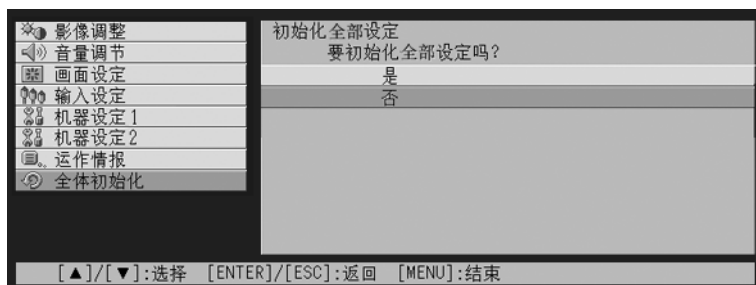 影像调整
音量调节
画面设定
输入设定
机器设定1
机器设定2
运作情报
全体初始化
初始化全部设定
要初始化全部设定吗?
是
否
[▲]/[▼]:选择 [ENTER]/[ESC]:返回 [MENU]:结束